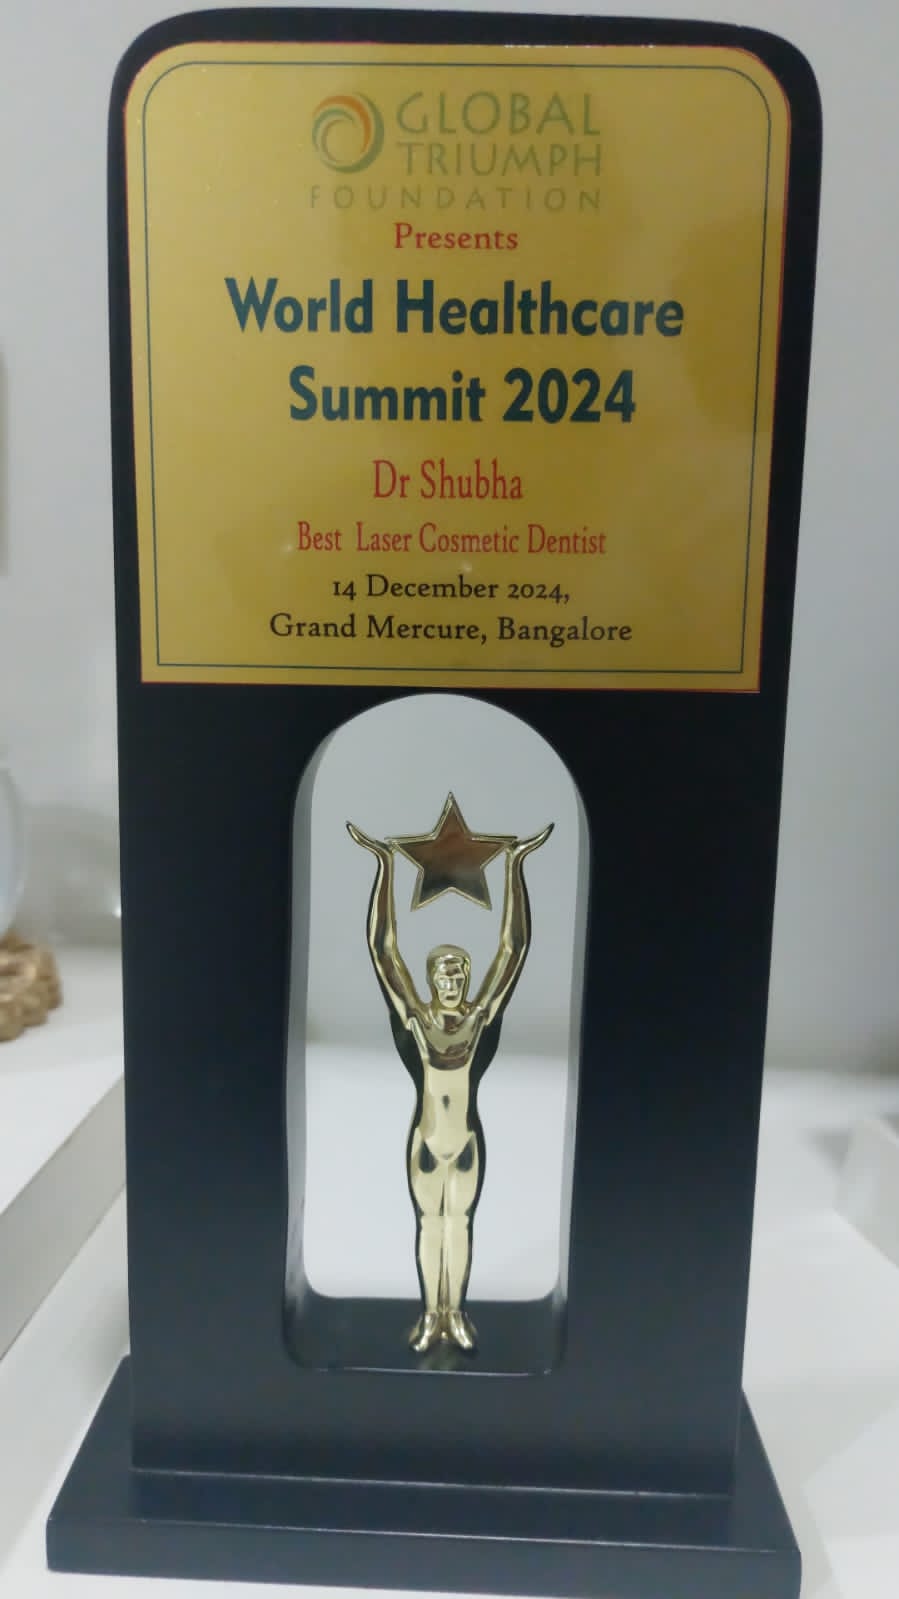 GLOBAL
TRIUMPH
FOUNDATION
Presents
World Healthcare
Summit 2024
Dr Shubha
Best Laser Cosmetic Dentist
14 December 2024,
Grand Mercure, Bangalore